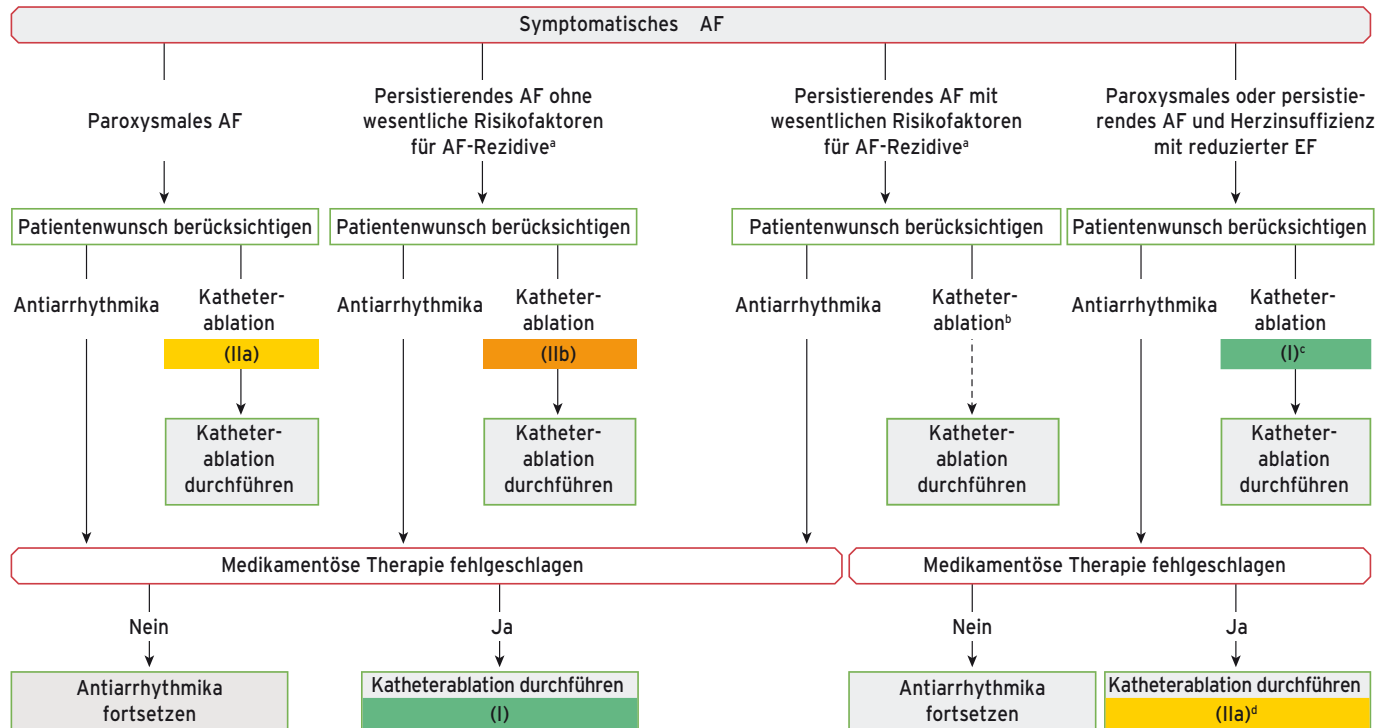 Symptomatisches AF
Paroxysmales AF
Persistierendes AF ohne
wesentliche Risikofaktoren
für AF-Rezidiveᵃ
Persistierendes AF mit
wesentlichen Risikofaktoren
für AF-Rezidiveᵃ
Paroxysmales oder persistie-
rendes AF und Herzinsuffizienz
mit reduzierter EF
Patientenwunsch berücksichtigen
Patientenwunsch berücksichtigen
Patientenwunsch berücksichtigen
Patientenwunsch berücksichtigen
Antiarrhythmika
Katheter-
ablation
(IIa)
Antiarrhythmika
Katheter-
ablation
(IIb)
Antiarrhythmika
Katheter-
ablationᵇ
Antiarrhythmika
Katheter-
ablation
(I)ᶜ
Katheter-
ablation
durchführen
Katheter-
ablation
durchführen
Katheter-
ablation
durchführen
Katheter-
ablation
durchführen
Medikamentöse Therapie fehlgeschlagen
Medikamentöse Therapie fehlgeschlagen
Nein
Ja
Nein
Ja
Antiarrhythmika
fortsetzen
Katheterablation durchführen
(I)
Antiarrhythmika
fortsetzen
Katheterablation durchführen
(IIa)ᵈ